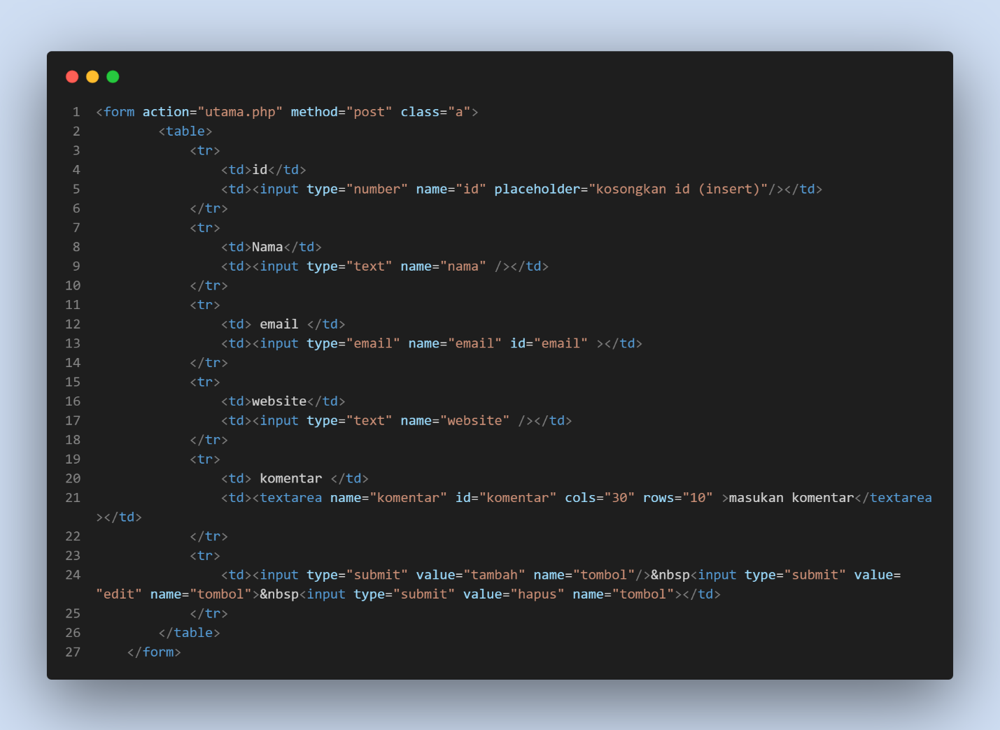 1 <form action="utama.php" method="post" class="a">
2         <table>
3             <tr>
4                 <td>id</td>
5                 <td><input type="number" name="id" placeholder="kosongkan id (insert)"/></td>
6             </tr>
7             <tr>
8                 <td>Nama</td>
9                 <td><input type="text" name="nama" /></td>
10             </tr>
11             <tr>
12                 <td> email </td>
13                 <td><input type="email" name="email" id="email" ></td>
14             </tr>
15             <tr>
16                 <td>website</td>
17                 <td><input type="text" name="website" /></td>
18             </tr>
19             <tr>
20                 <td> komentar </td>
21                 <td><textarea name="komentar" id="komentar" cols="30" rows="10" >masukan komentar</textarea
></td>
22             </tr>
23             <tr>
24                 <td><input type="submit" value="tambah" name="tombol"/>&nbsp<input type="submit" value=
"edit" name="tombol">&nbsp<input type="submit" value="hapus" name="tombol"></td>
25             </tr>
26         </table>
27     </form>